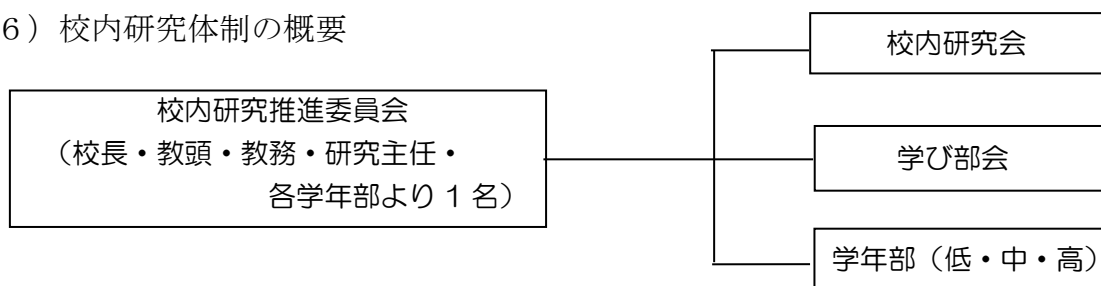 ６）校内研究体制の概要
校内研究会
校内研究推進委員会
（校長・教頭・教務・研究主任・
各学年部より 1 名）
学び部会
学年部（低・中・高）